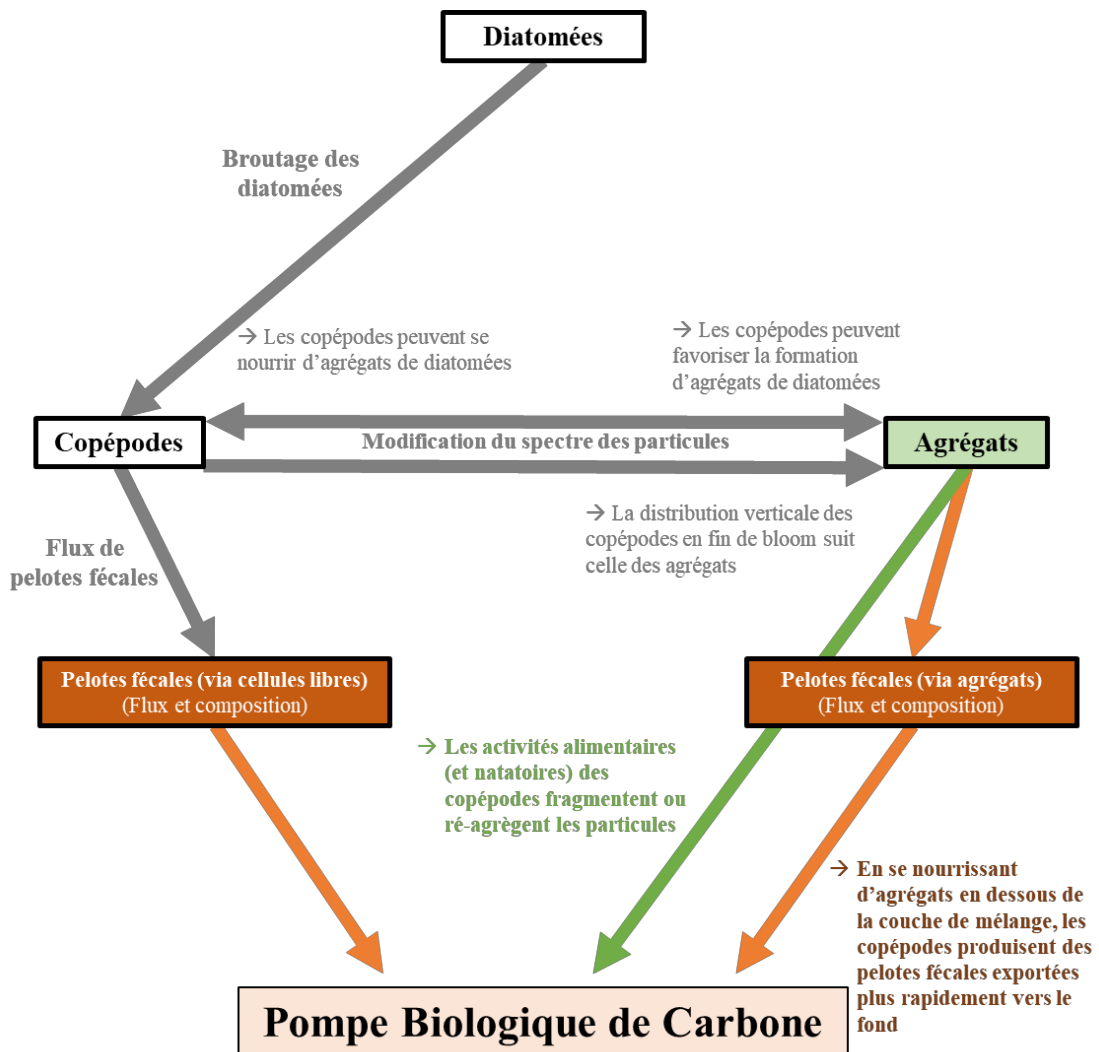 Diatomées
Broutage des
diatomées
→ Les copépodes peuvent se
nourrir d’agrégats de diatomées
→ Les copépodes peuvent
favoriser la formation
d’agrégats de diatomées
Copépodes
Modification du spectre des particules
Agrégats
→ La distribution verticale des
copépodes en fin de bloom suit
celle des agrégats
Flux de
pelotes fécales
Pelotes fécales (via cellules libres)
(Flux et composition)
Pelotes fécales (via agrégats)
(Flux et composition)
→ Les activités alimentaires
(et natatoires) des
copépodes fragmentent ou
ré-agrègent les particules
→ En se nourrissant
d’agrégats en dessous de
la couche de mélange, les
copépodes produisent des
pelotes fécales exportées
plus rapidement vers le
fond
Pompe Biologique de Carbone